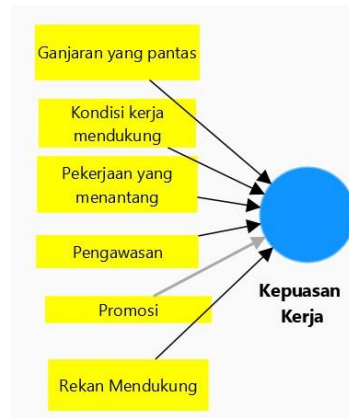 Ganjaran yang pantas
Kondisi kerja
mendukung
Pekerjaan yang
menantang
Pengawasan
Promosi
Rekan Mendukung
Kepuasan
Kerja